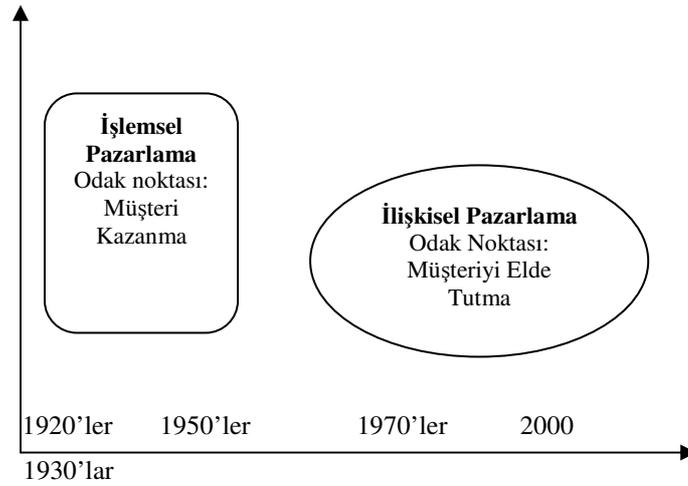 İşlemsel
Pazarlama
Odak noktası:
Müşteri
Kazanma
İlişkisel Pazarlama
Odak Noktası:
Müşteriyi Elde
Tutma
1920’ler 1950’ler 1970’ler 2000
1930’lar